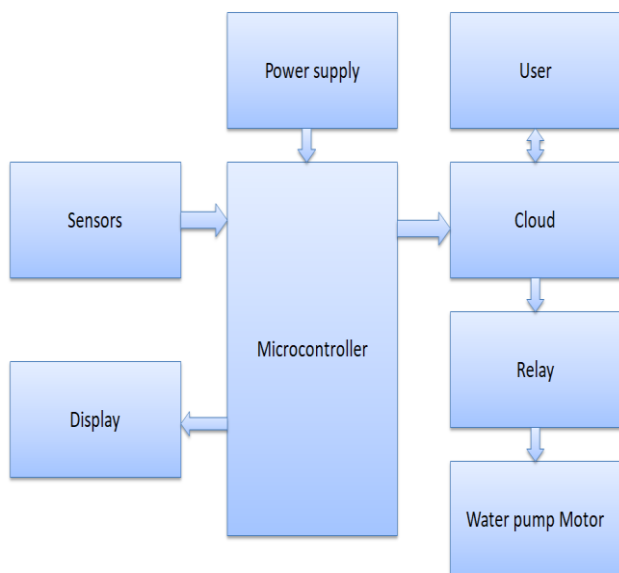 Power supply
User
Sensors
Cloud
Microcontroller
Relay
Display
Water pump Motor